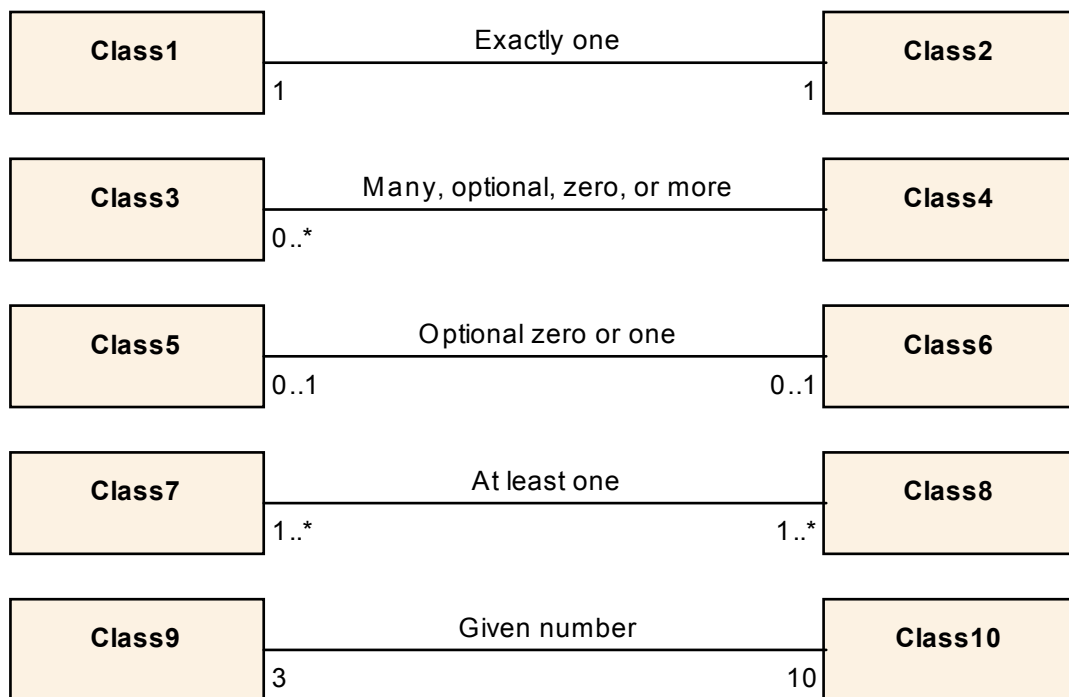 Class1
Exactly one
Class2
1
1
Class3
Many, optional, zero, or more
Class4
0..*
Class5
Optional zero or one
Class6
0..1
0..1
Class7
At least one
Class8
1..*
1..*
Class9
Given number
Class10
3
10